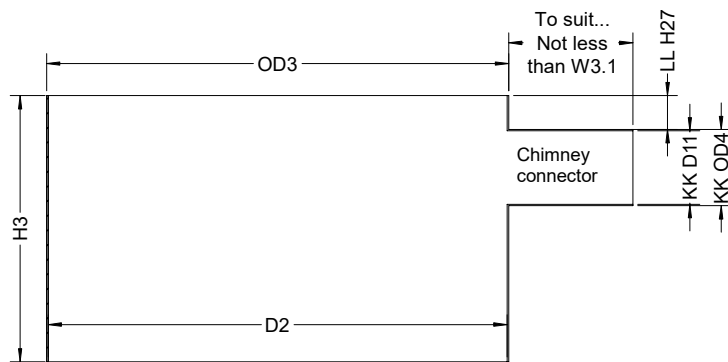 To suit...
Not less
than W3.1
LL H27
OD3
Chimney
connector
KK D11
KK OD4
H3
D2